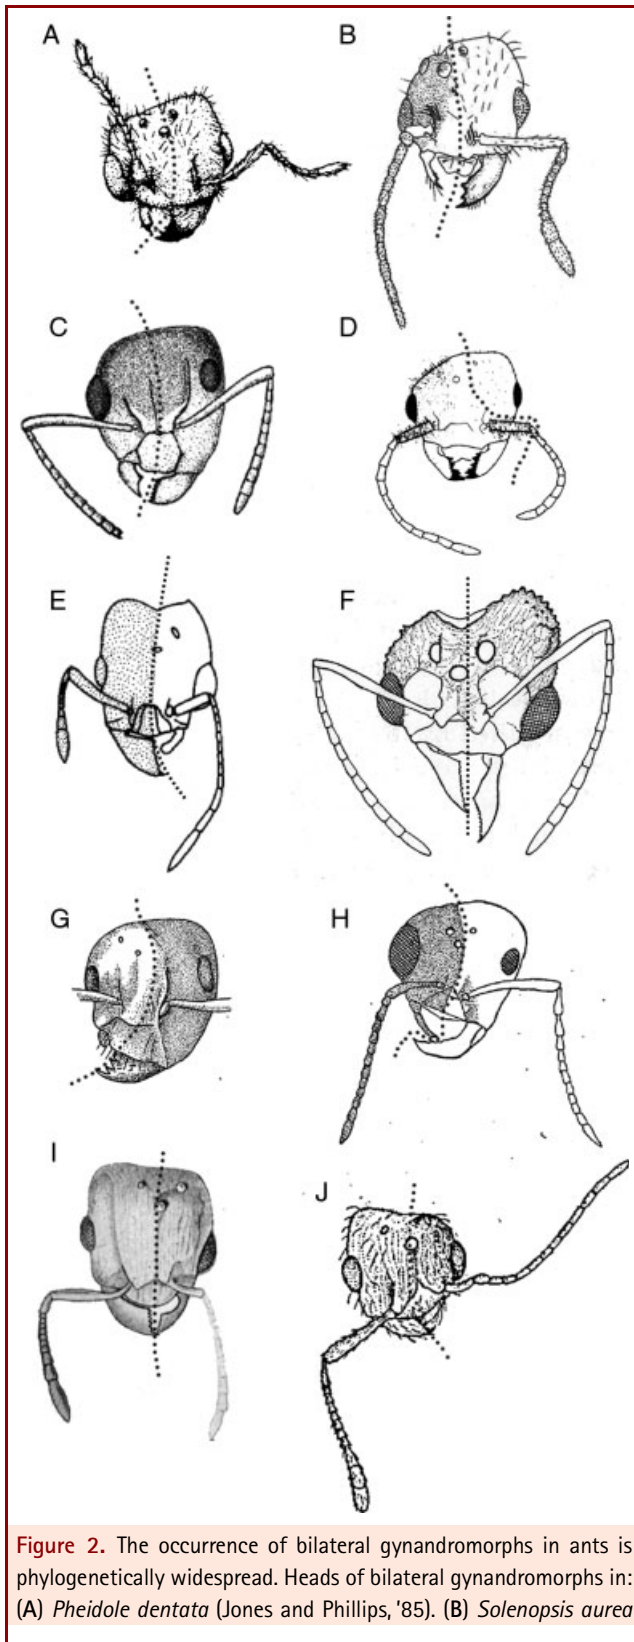 A
B
C
D
E
F
G
H
I
J
Figure 2. The occurrence of bilateral gynandromorphs in ants is
phylogenetically widespread. Heads of bilateral gynandromorphs in:
(A) Pheidole dentata (Jones and Phillips, '85). (B) Solenopsis aurea